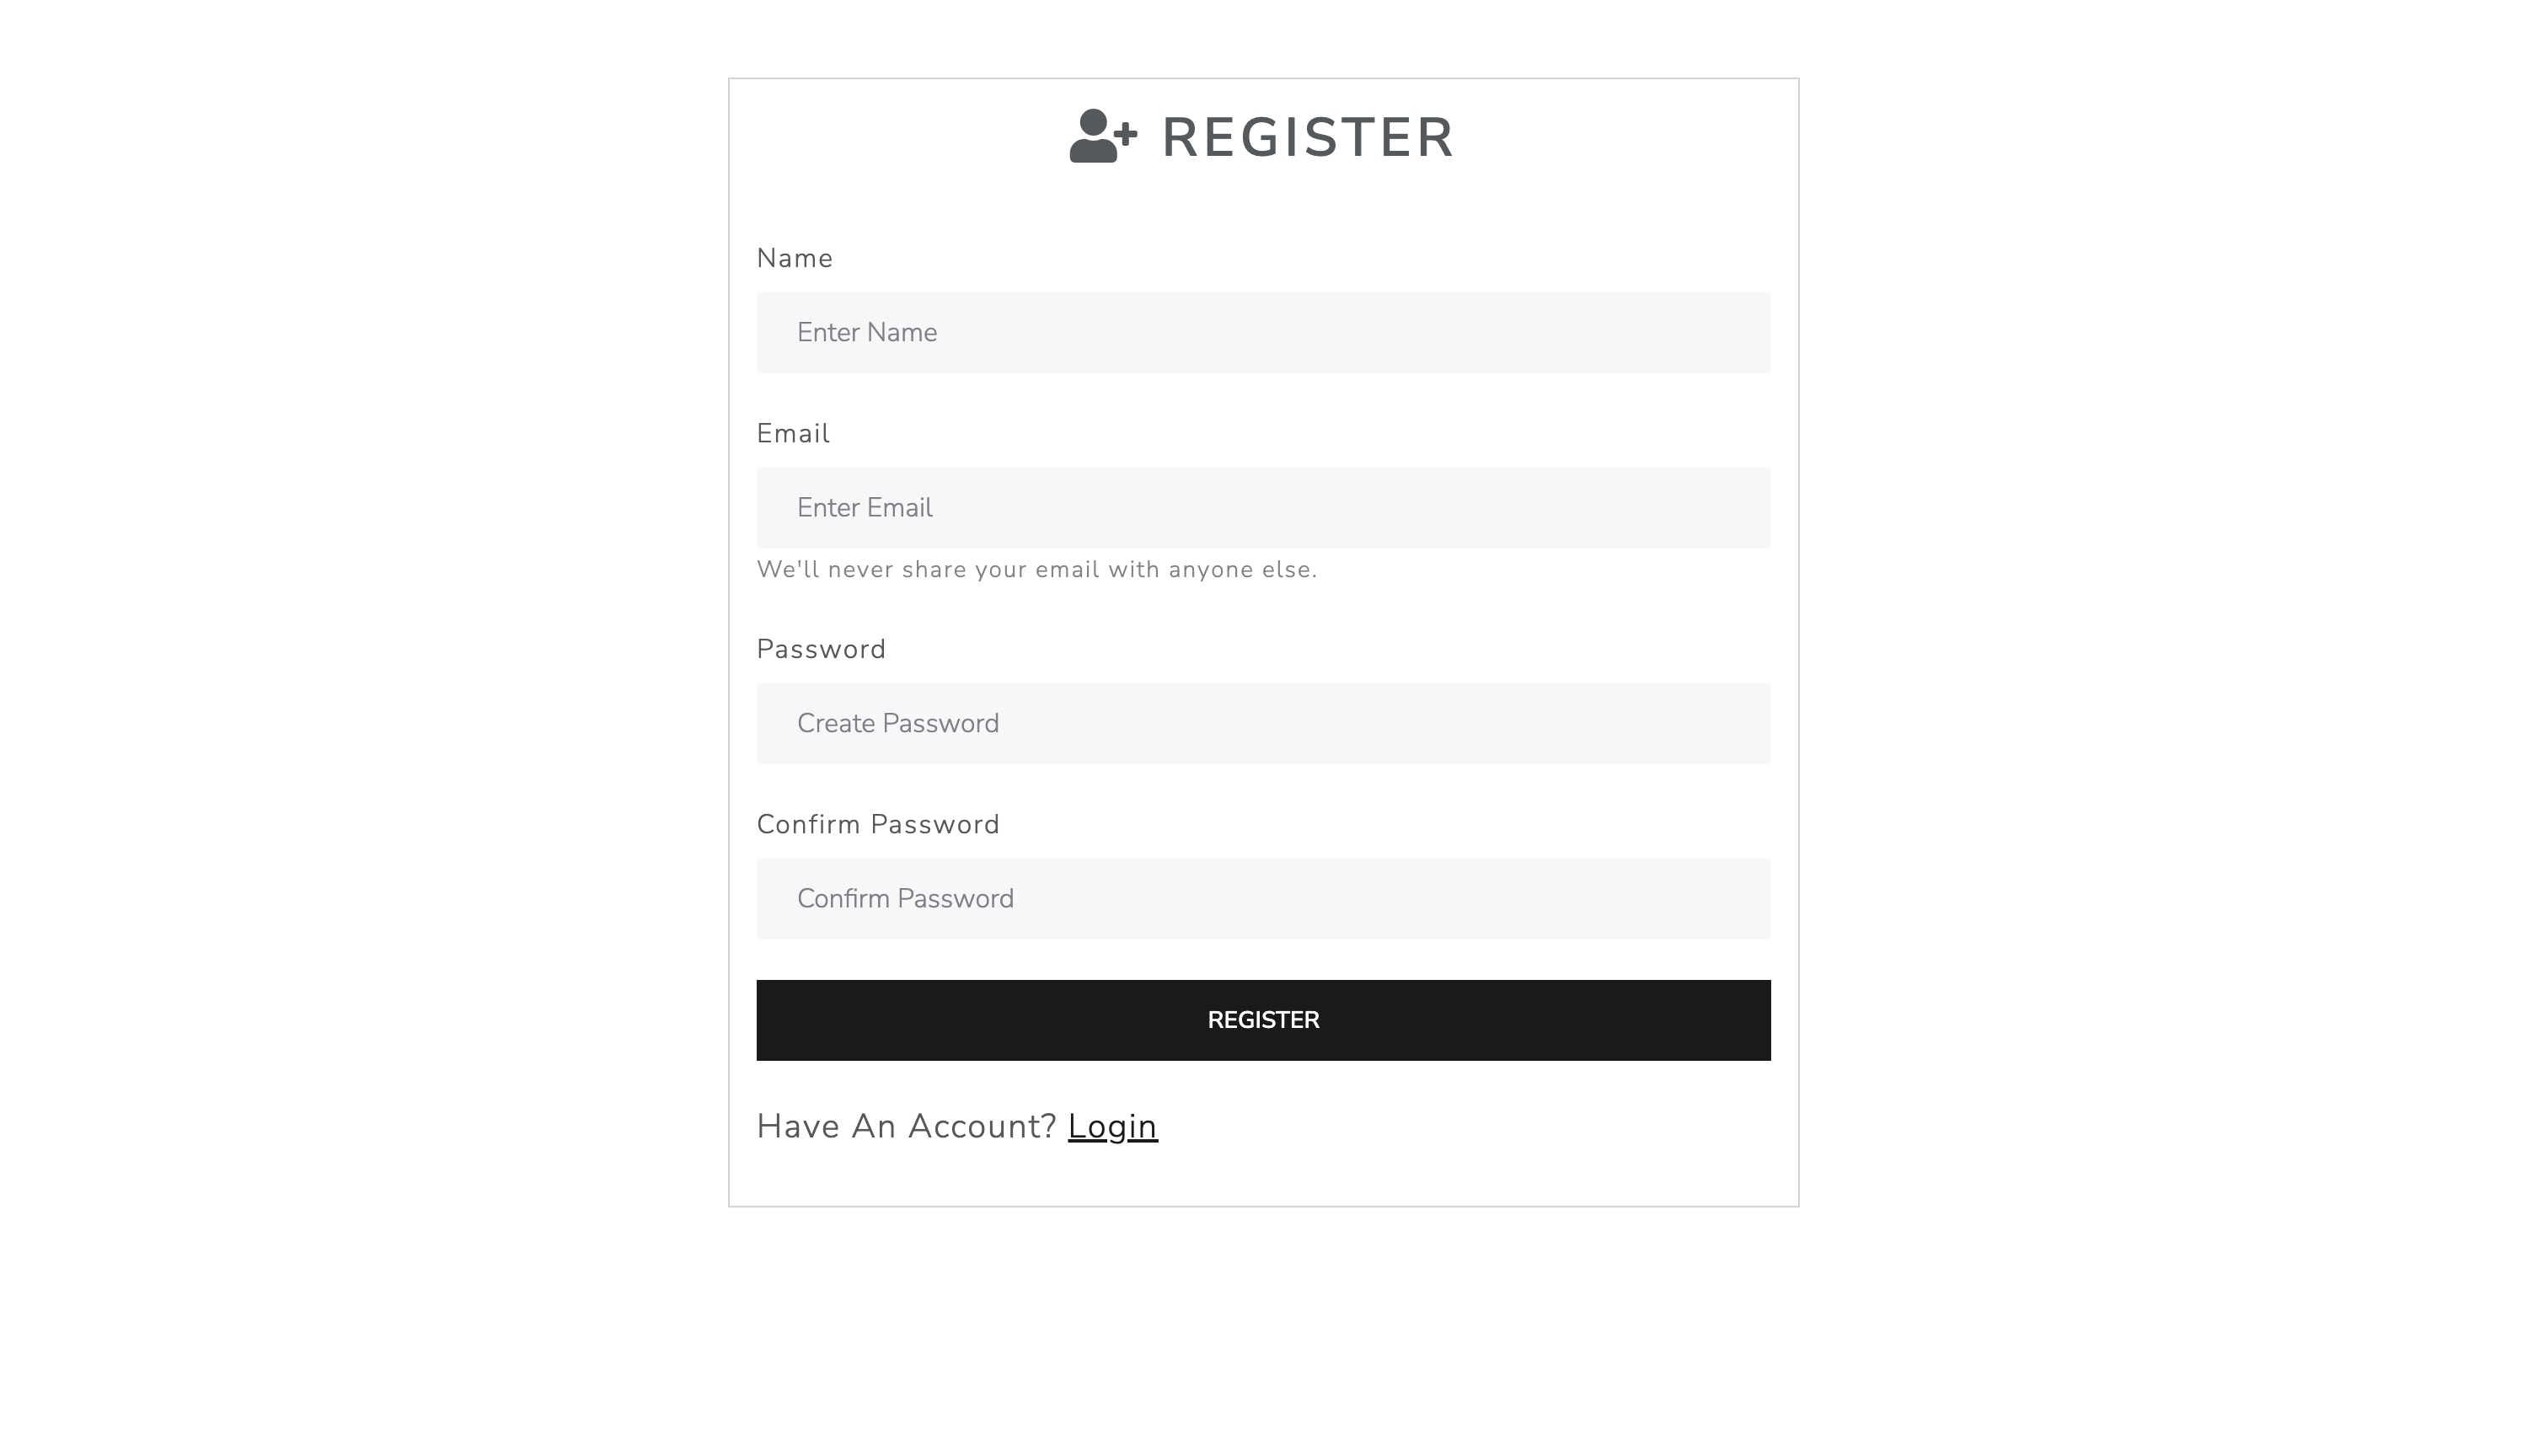 REGISTER
Name
Enter Name
Email
Enter Email
We'll never share your email with anyone else.
Password
Create Password
Confirm Password
Confirm Password
REGISTER
Have An Account? Login